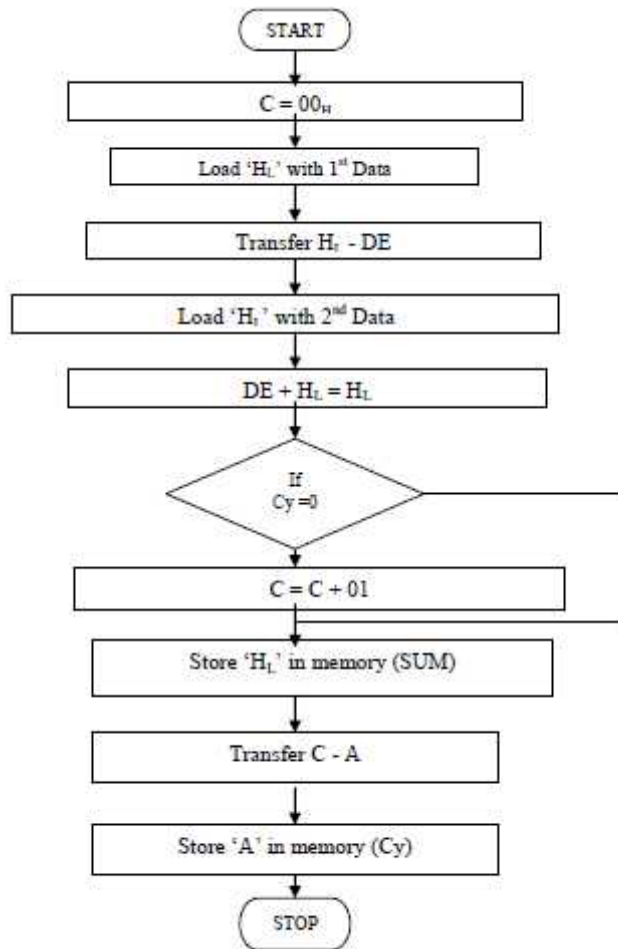 START
C = 00H
Load ‘HL’ with 1st Data
Transfer HL - DE
Load ‘HL’ with 2nd Data
DE + HL = HL
If
Cy =0
C = C + 01
Store ‘HL’ in memory (SUM)
Transfer C - A
Store ‘A’ in memory (Cy)
STOP